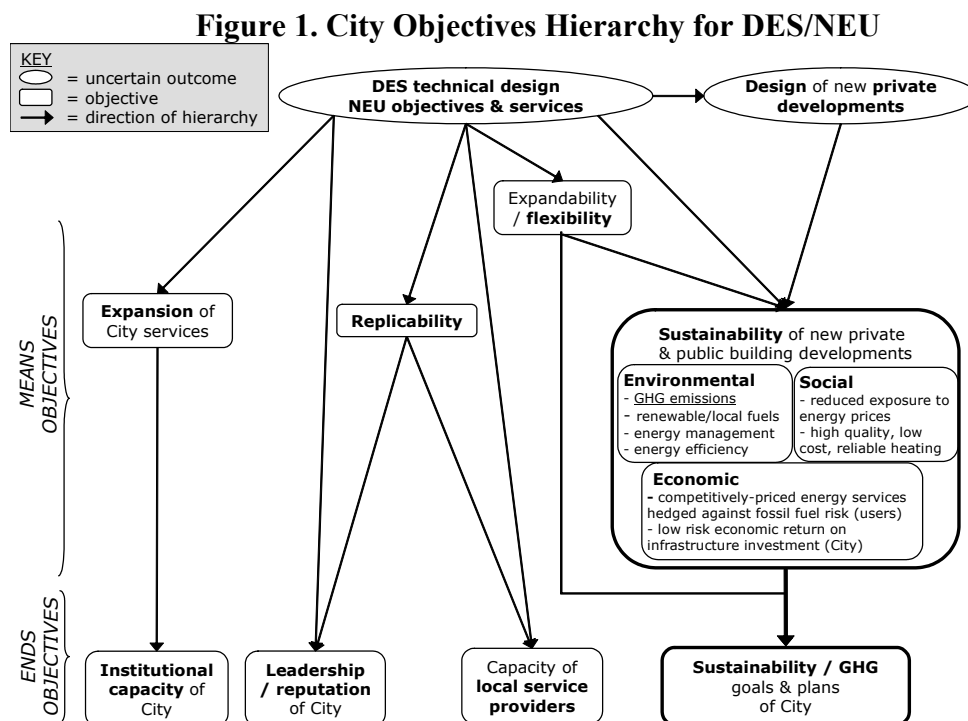 Figure 1. City Objectives Hierarchy for DES/NEU
KEY
= uncertain outcome
= objective
= direction of hierarchy
DES technical design
NEU objectives & services
Design of new private
developments
Expandability
/ flexibility
MEANS
OBJECTIVES
Expansion of
City services
Replicability
Sustainability of new private
& public building developments
Environmental
- GHG emissions
- renewable/local fuels
- energy management
- energy efficiency
Social
- reduced exposure to
energy prices
- high quality, low
cost, reliable heating
Economic
- competitively-priced energy services
hedged against fossil fuel risk (users)
- low risk economic return on
infrastructure investment (City)
ENDS
OBJECTIVES
Institutional
capacity of
City
Leadership
/ reputation
of City
Capacity of
local service
providers
Sustainability / GHG
goals & plans
of City